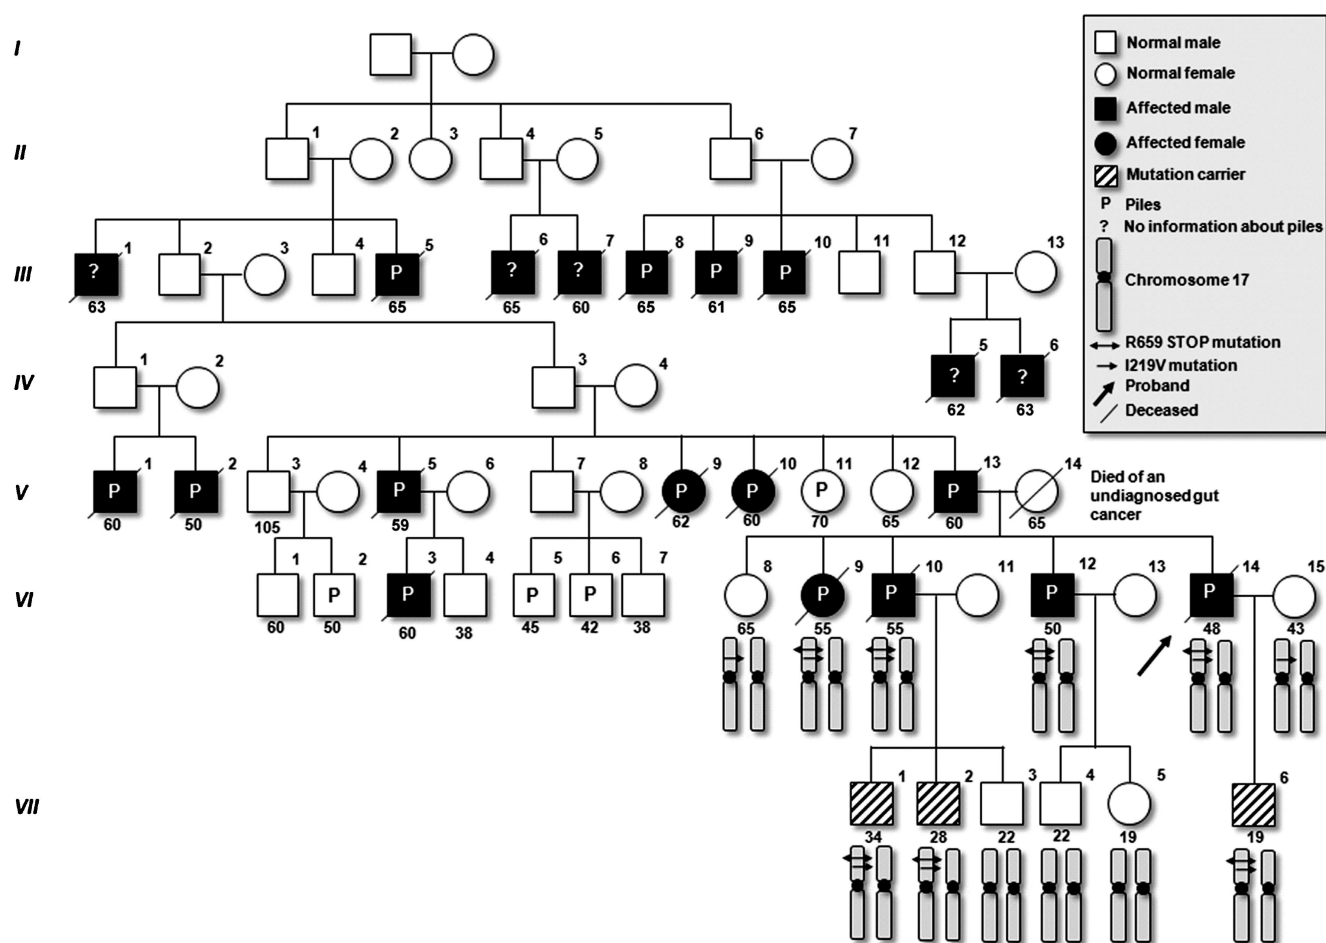 I
II
1
2
3
4
5
6
7
III
?
1
2
3
4
P
5
?
6
?
7
P
8
P
9
P
10
11
12
13
63
65
65
60
65
61
65
IV
1
2
3
4
?
5
?
6
62
63
V
P
1
P
2
3
4
P
5
6
7
8
P
9
P
10
P
11
12
P
13
14
60
50
105
59
62
60
70
65
60
65
Died of an
undiagnosed gut
cancer
VI
1
P
2
P
3
4
P
5
P
6
7
8
P
9
P
10
11
P
12
13
P
14
15
60
50
60
38
45
42
38
65
55
55
50
48
43
VII
1
2
3
4
5
6
34
28
22
22
19
19
Normal male
Normal female
Affected male
Affected female
Mutation carrier
P Piles
? No information about piles
Chromosome 17
R659 STOP mutation
I219V mutation
Proband
Deceased